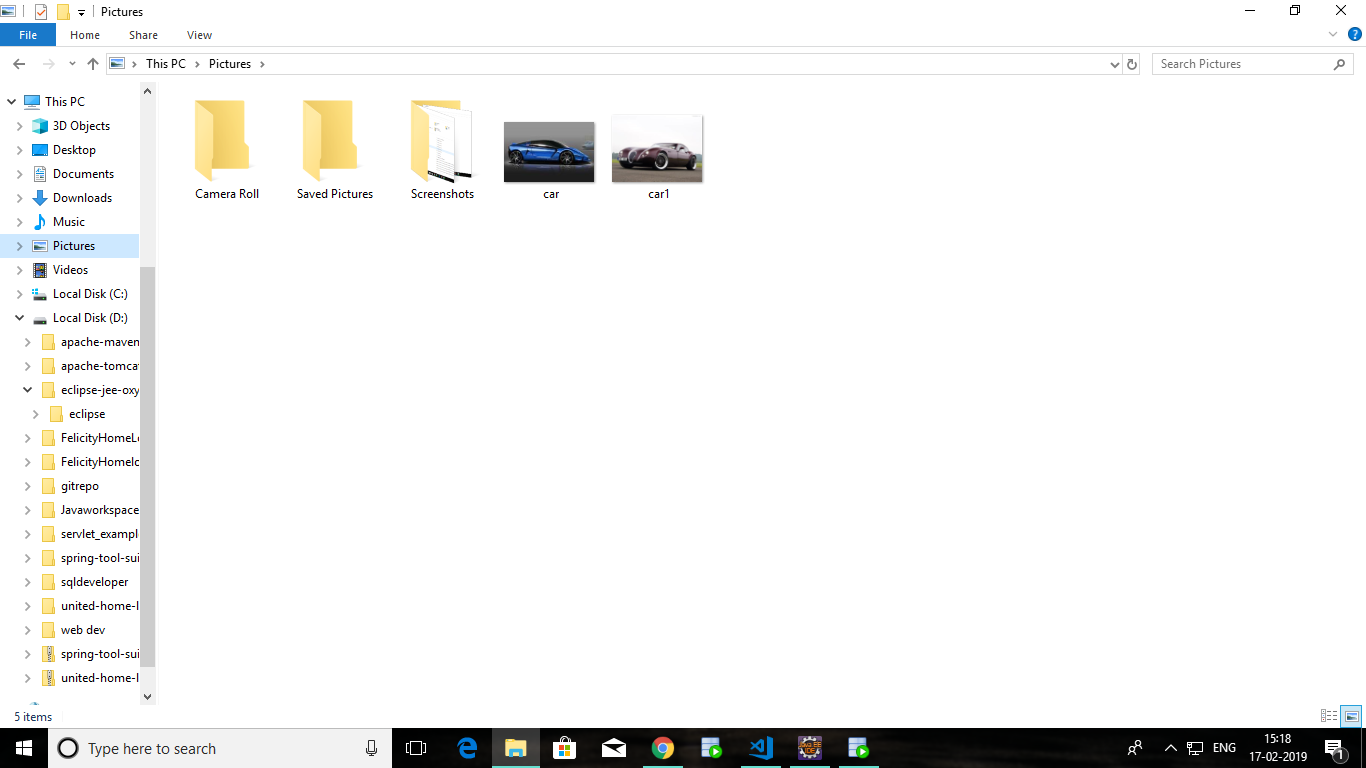 Pictures
File Home Share View
This PC Pictures
Search Pictures
This PC
3D Objects
Desktop
Documents
Downloads
Music
Pictures
Videos
Local Disk (C:)
Local Disk (D:)
apache-maven
apache-tomca
eclipse-jee-oxy
eclipse
FelicityHomeL
FelicityHomeIc
gitrepo
Javaworkspace
servlet_exampl
spring-tool-sui
sqldeveloper
united-home-l
web dev
spring-tool-sui
united-home-l
Camera Roll
Saved Pictures
Screenshots
car
car1
5 items
Type here to search
ENG
15:18
17-02-2019
1